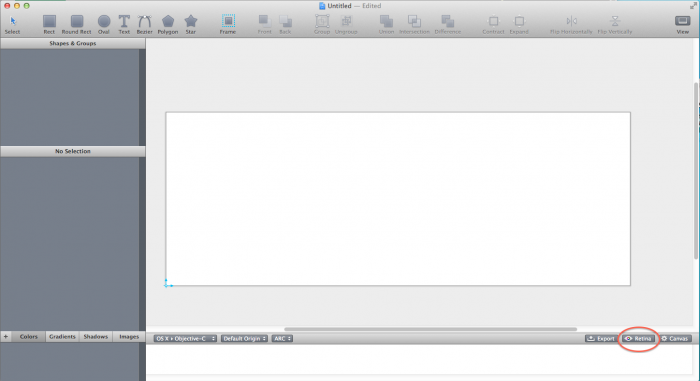 Untitled — Edited
Select Rect Round Rect Oval Text Bezier Polygon Star Frame Front Back Group Ungroup Union Intersection Difference Contract Expand Flip Horizontally Flip Vertically View
Shapes & Groups
No Selection
+ Colors Gradients Shadows Images
OS X + Objective-C Default Origin ARC Export Retina Canvas